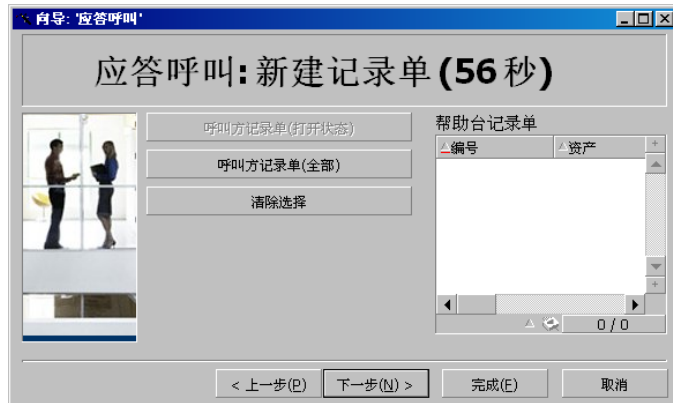 向导: '应答呼叫'
应答呼叫: 新建记录单 (56 秒)
呼叫方记录单(打开状态)
呼叫方记录单(全部)
清除选择
帮助台记录单
编号 资产
0 / 0
< 上一步(P) 下一步(N) > 完成(F) 取消